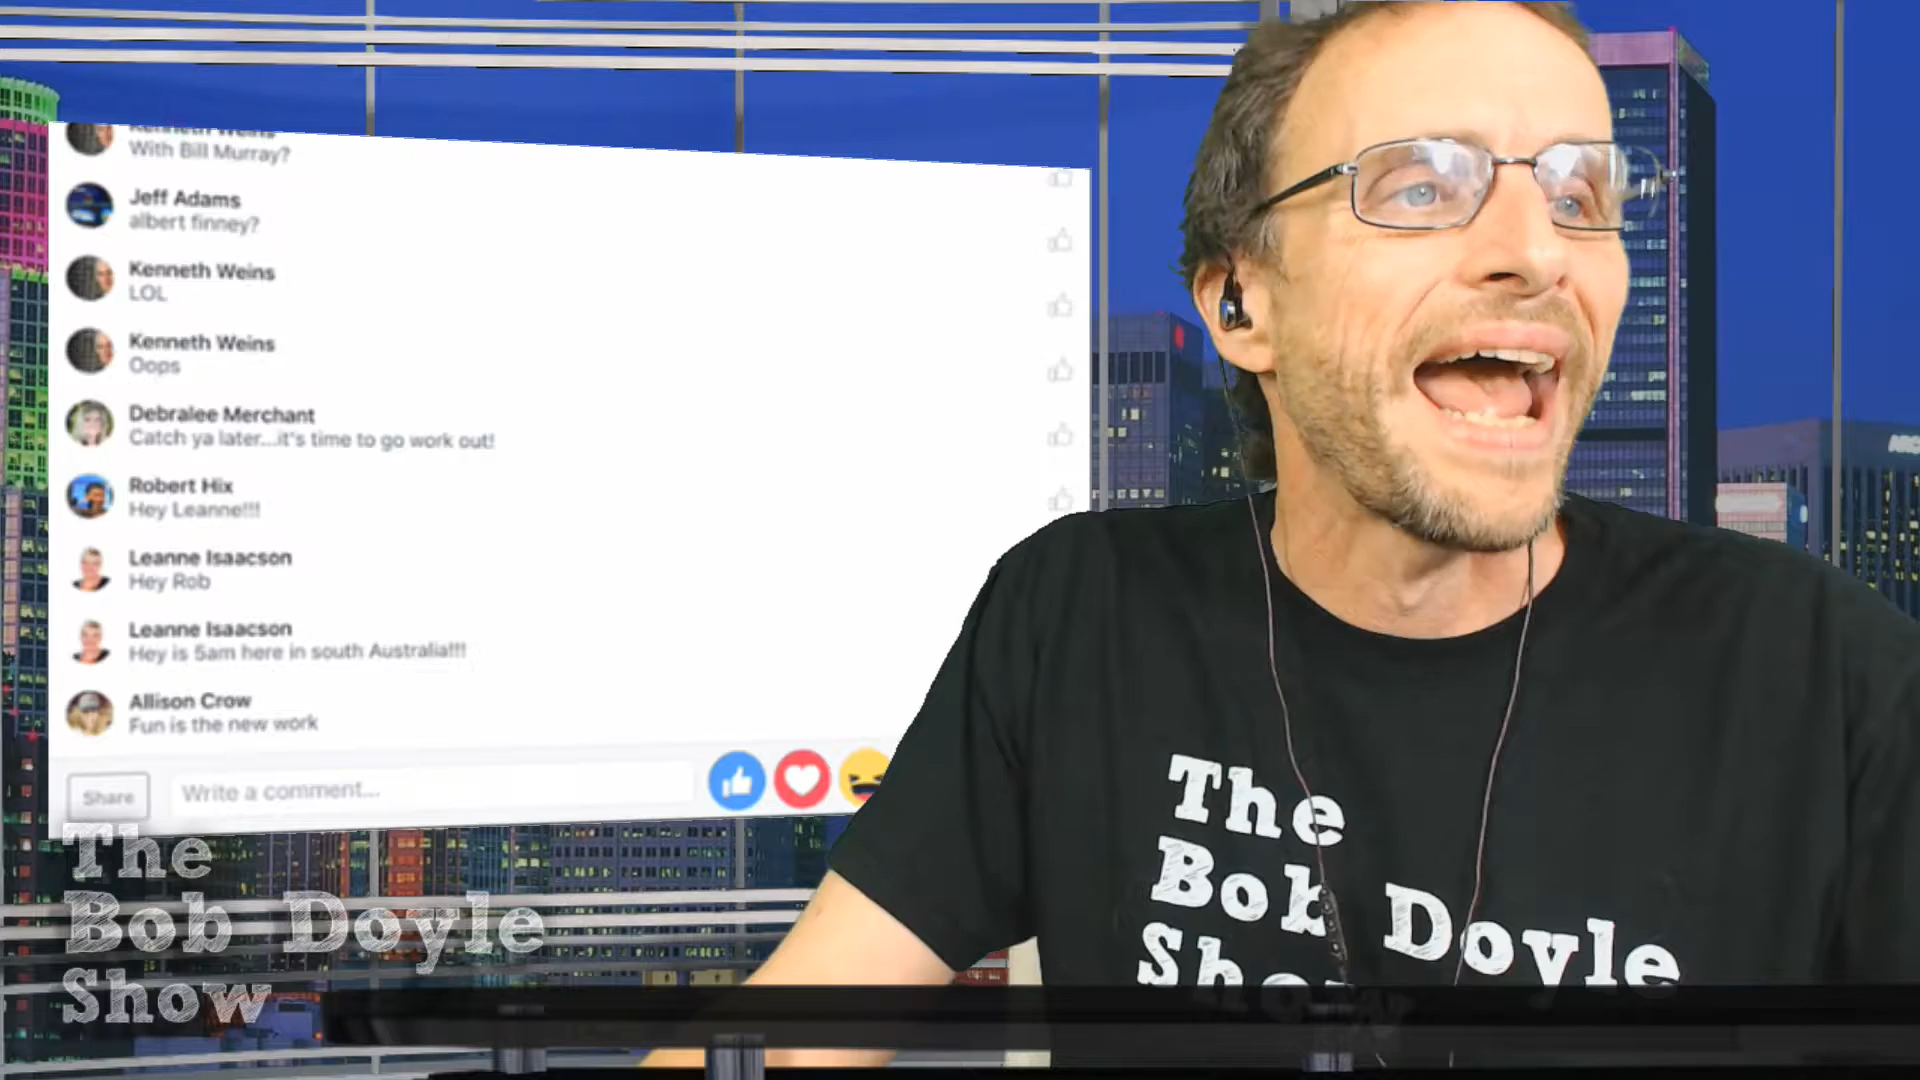 Kenneth Weins
With Bill Murray?
Jeff Adams
albert finney?
Kenneth Weins
LOL
Kenneth Weins
Oops
Debralee Merchant
Catch ya later...it's time to go work out!
Robert Hix
Hey Leanne!!!
Leanne Isaacson
Hey Rob
Leanne Isaacson
Hey is 5am here in south Australia!!!
Allison Crow
Fun is the new work
Share
Write a comment...
The
Bob Doyle
Show
The
Bob Doyle
Show